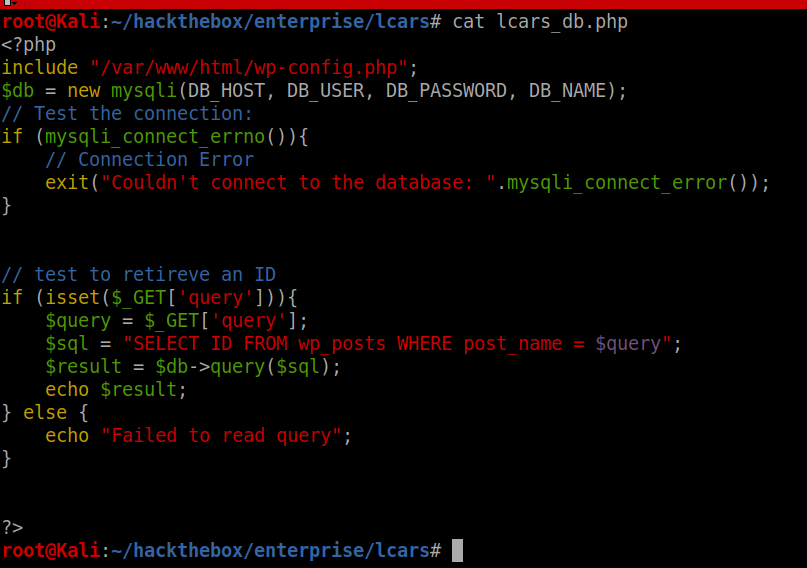 root@Kali:~/hackthebox/enterprise/lcars# cat lcars_db.php
<?php
include "/var/www/html/wp-config.php";
$db = new mysqli(DB_HOST, DB_USER, DB_PASSWORD, DB_NAME);
// Test the connection:
if (mysqli_connect_errno()){
    // Connection Error
    exit("Couldn't connect to the database: ".mysqli_connect_error());
}
// test to retireve an ID
if (isset($_GET['query'])){
    $query = $_GET['query'];
    $sql = "SELECT ID FROM wp_posts WHERE post_name = $query";
    $result = $db->query($sql);
    echo $result;
} else {
    echo "Failed to read query";
}
?>
root@Kali:~/hackthebox/enterprise/lcars#